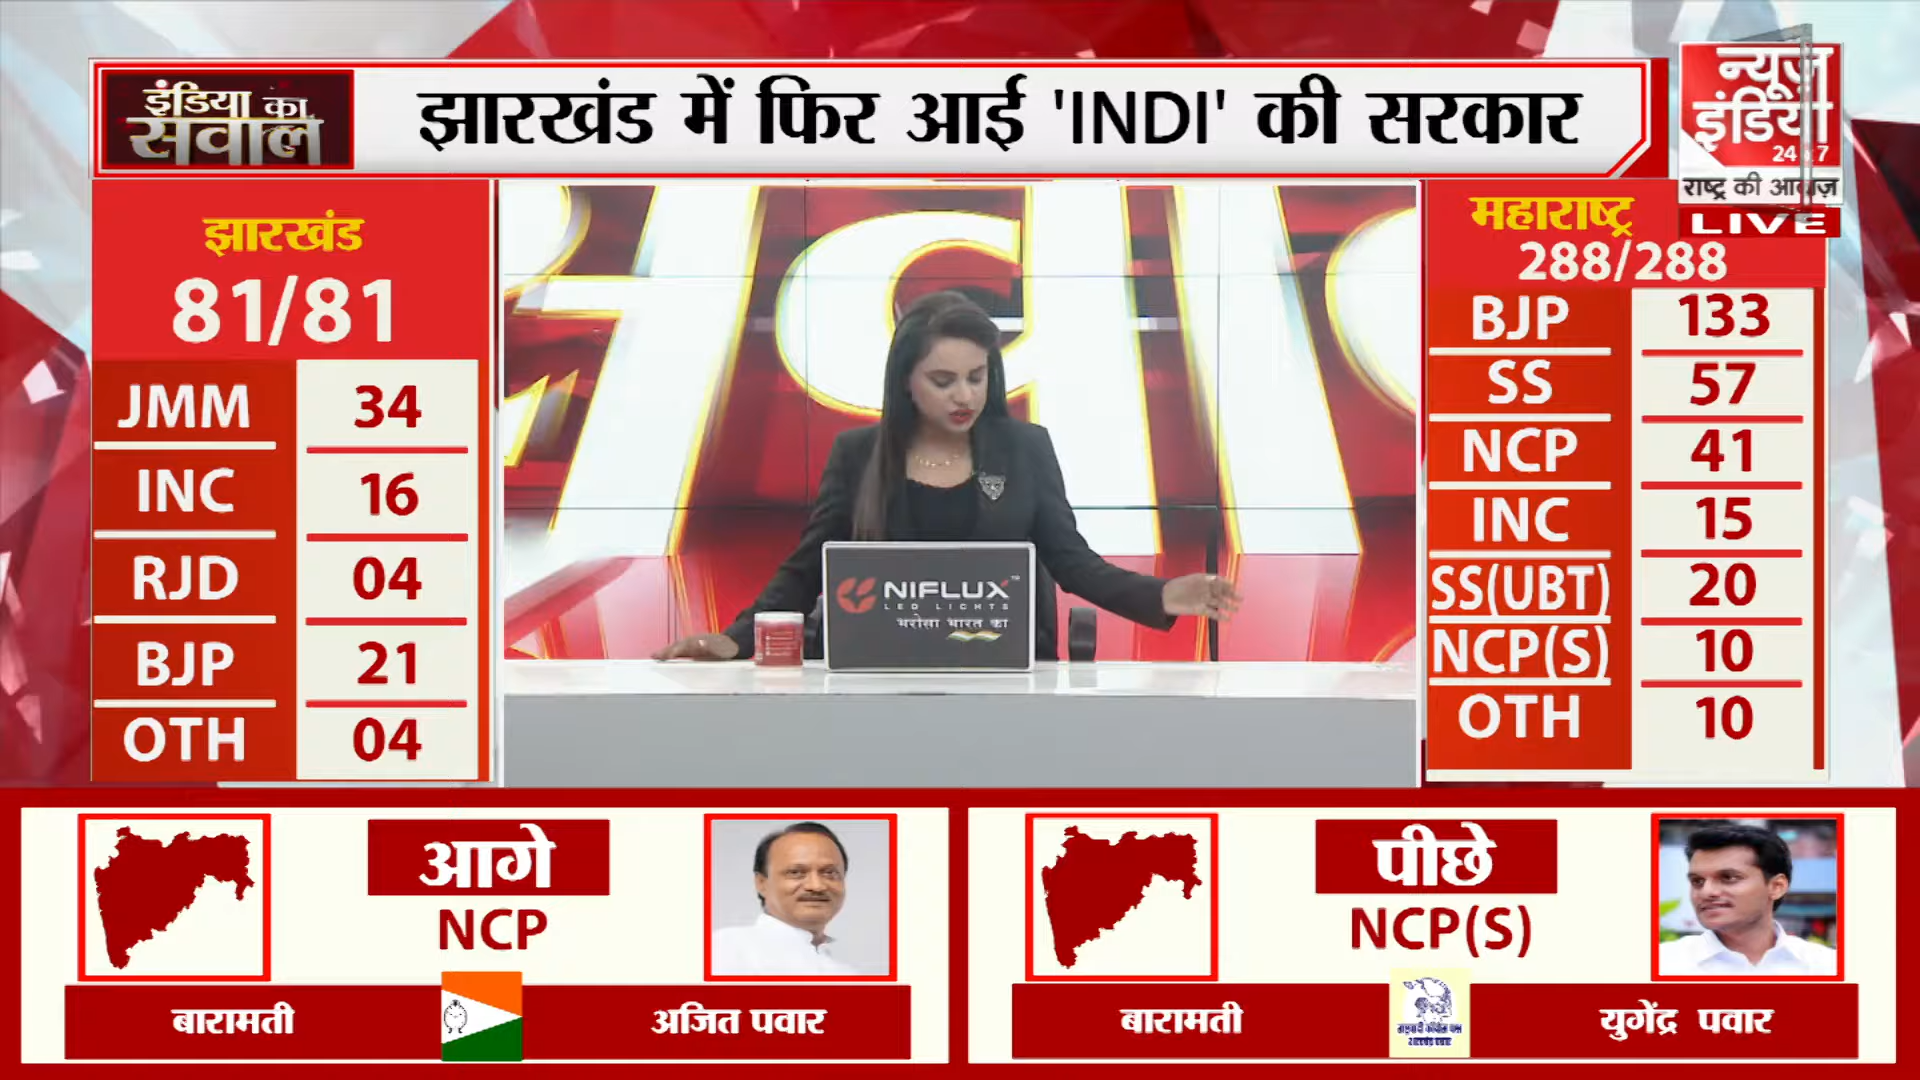 इंडिया का
सवाल
झारखंड में फिर आई 'INDI' की सरकार
न्यूज़
इंडिया
24x7
राष्ट्र की आवाज़
LIVE
झारखंड
81/81
JMM 34
INC 16
RJD 04
BJP 21
OTH 04
NIFLUX™
LED LIGHTS
भरोसा भारत का
महाराष्ट्र
288/288
BJP 133
SS 57
NCP 41
INC 15
SS(UBT) 20
NCP(S) 10
OTH 10
आगे
NCP
बारामती
अजित पवार
पीछे
NCP(S)
बारामती
युगेंद्र पवार